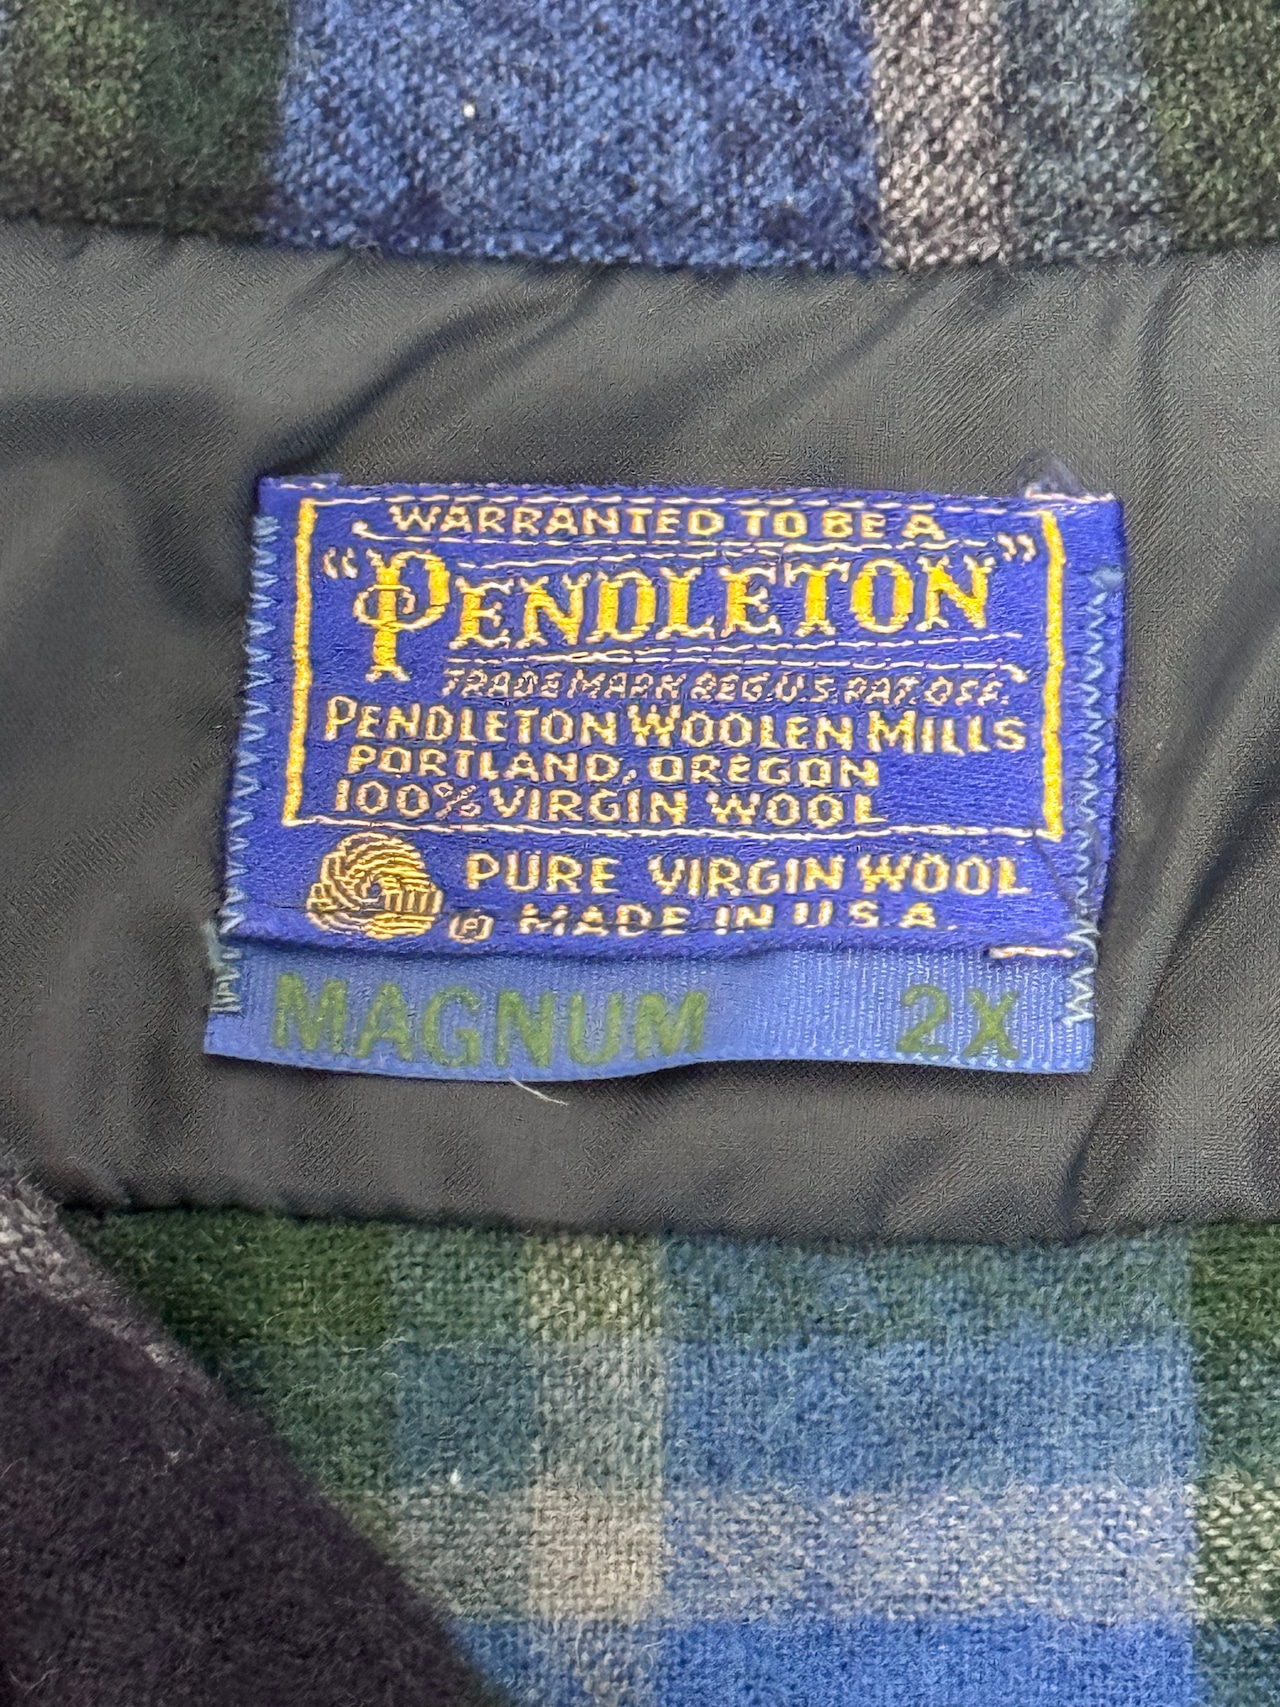 WARRANTED TO BE A
"PENDLETON"
TRADE MARK REG. U.S. PAT. OFF.
PENDLETON WOOLEN MILLS
PORTLAND, OREGON
100% VIRGIN WOOL
PURE VIRGIN WOOL
® MADE IN U.S.A.
MAGNUM 2X